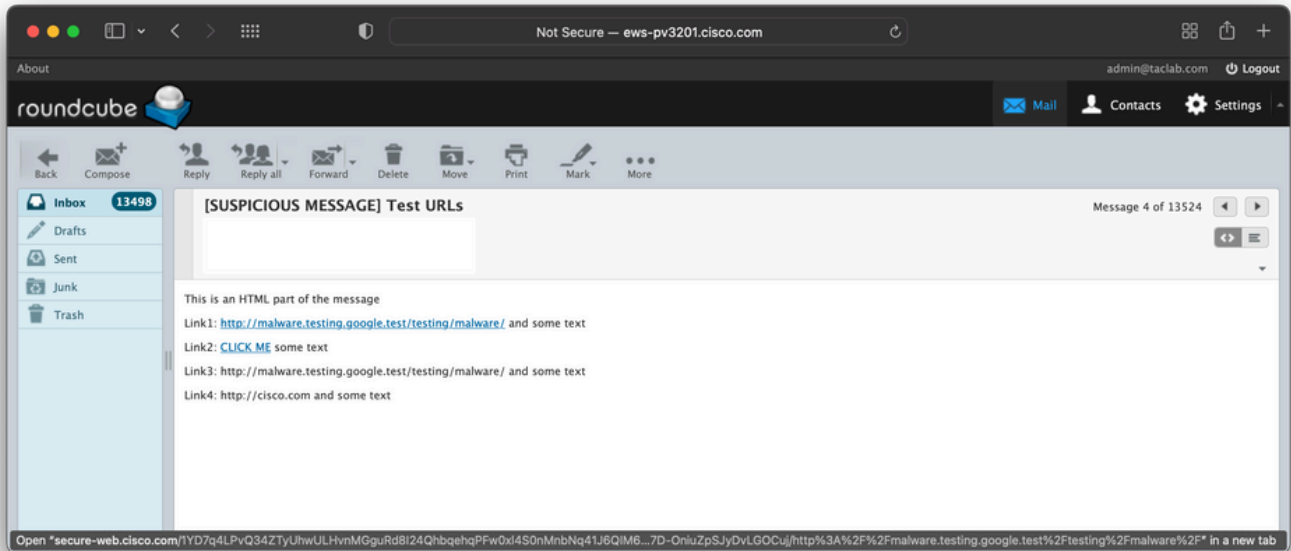 Not Secure — ews-pv3201.cisco.com
About
admin@taclab.com Logout
roundcube
Mail Contacts Settings
Back Compose Reply Reply all Forward Delete Move Print Mark More
Inbox 13498
Drafts
Sent
Junk
Trash
[SUSPICIOUS MESSAGE] Test URLs
Message 4 of 13524
This is an HTML part of the message
Link1: http://malware.testing.google.test/testing/malware/ and some text
Link2: CLICK ME some text
Link3: http://malware.testing.google.test/testing/malware/ and some text
Link4: http://cisco.com and some text
Open "secure-web.cisco.com/1YD7q4LPvQ34ZTyUhwULHvnMGguRd8I24QhbqehqPFw0xl4S0nMnbNq41J6QlM6...7D-OniuZpSJyDvLGOCuj/http%3A%2F%2Fmalware.testing.google.test%2Ftesting%2Fmalware%2F" in a new tab